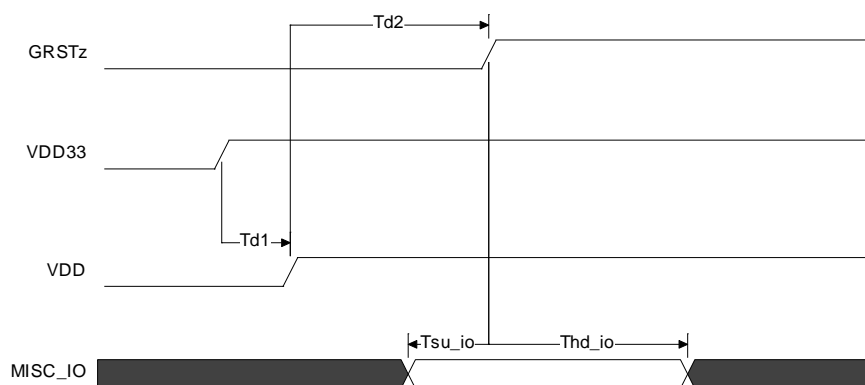 Td2
GRSTz
VDD33
Td1
VDD
Tsu_io Thd_io
MISC_IO